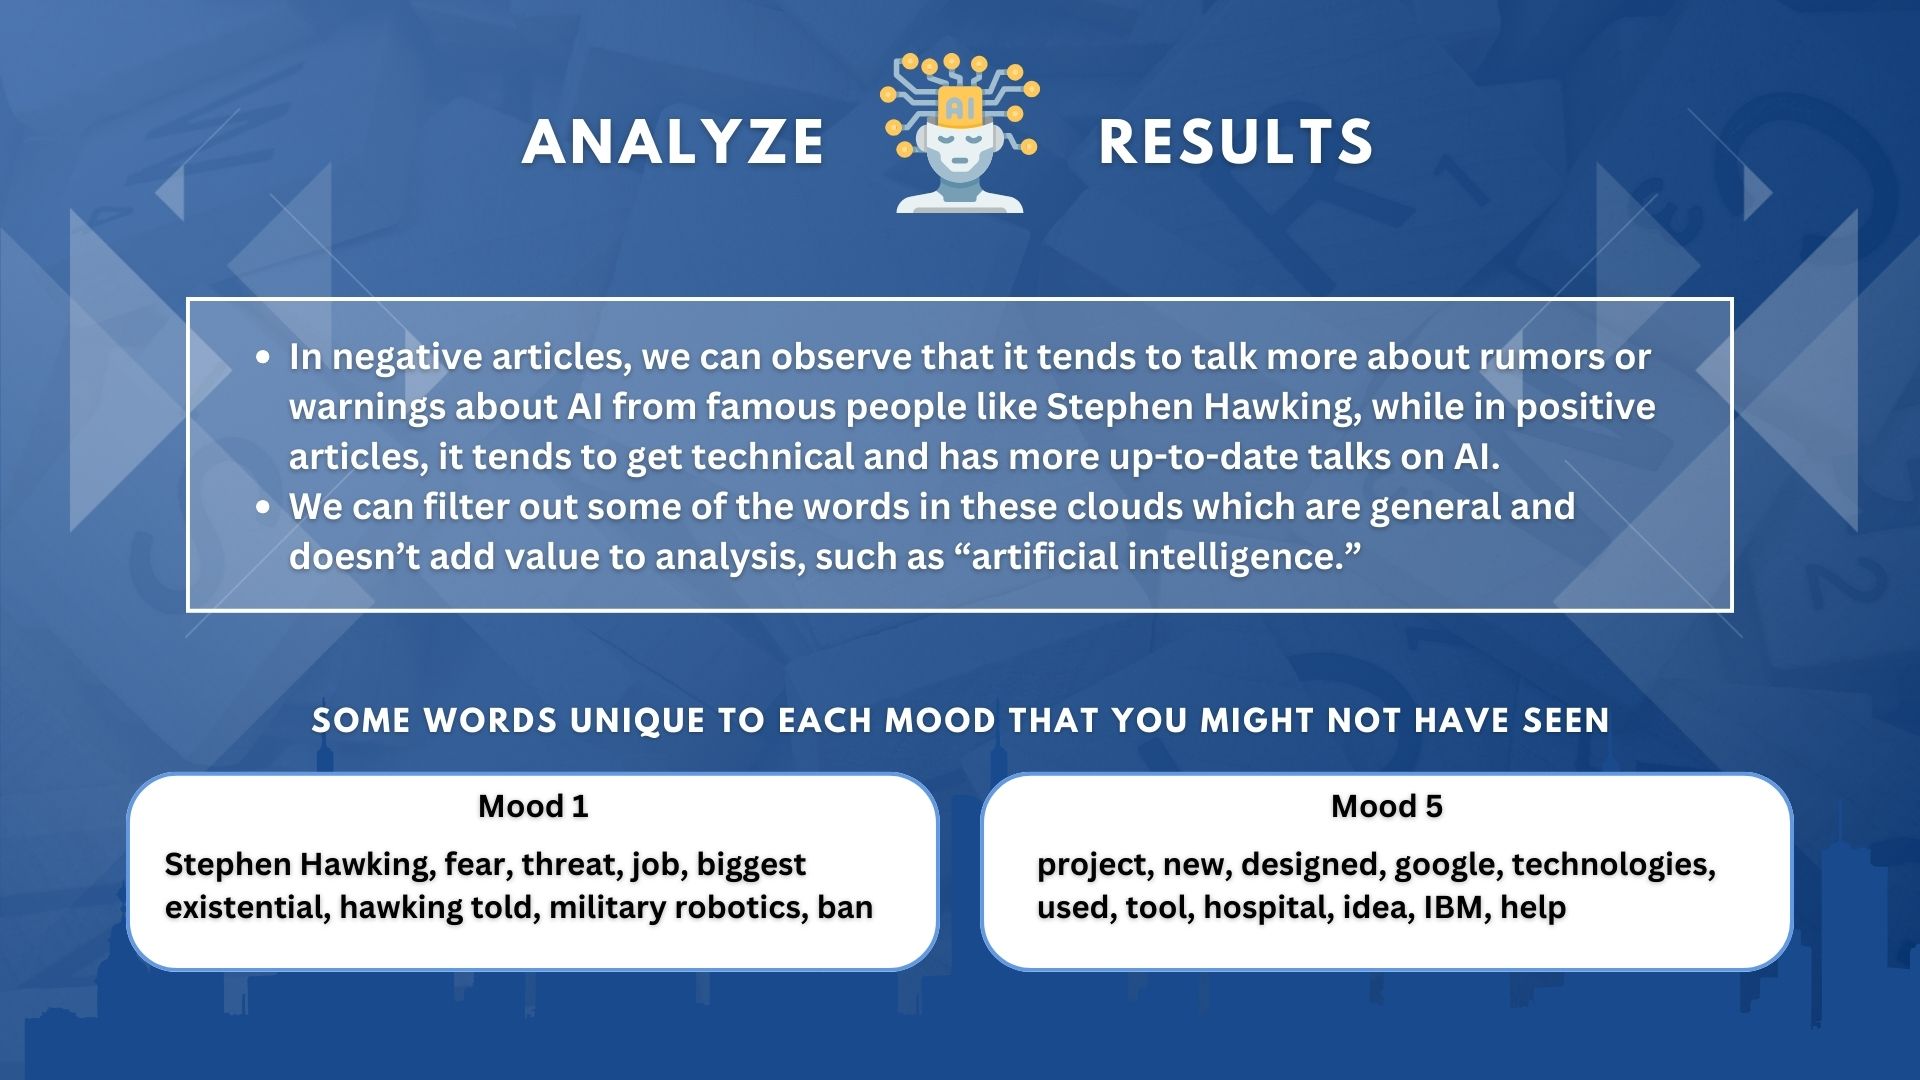 ANALYZE AI RESULTS
• In negative articles, we can observe that it tends to talk more about rumors or
warnings about AI from famous people like Stephen Hawking, while in positive
articles, it tends to get technical and has more up-to-date talks on AI.
• We can filter out some of the words in these clouds which are general and
doesn’t add value to analysis, such as “artificial intelligence.”
SOME WORDS UNIQUE TO EACH MOOD THAT YOU MIGHT NOT HAVE SEEN
Mood 1
Stephen Hawking, fear, threat, job, biggest
existential, hawking told, military robotics, ban
Mood 5
project, new, designed, google, technologies,
used, tool, hospital, idea, IBM, help